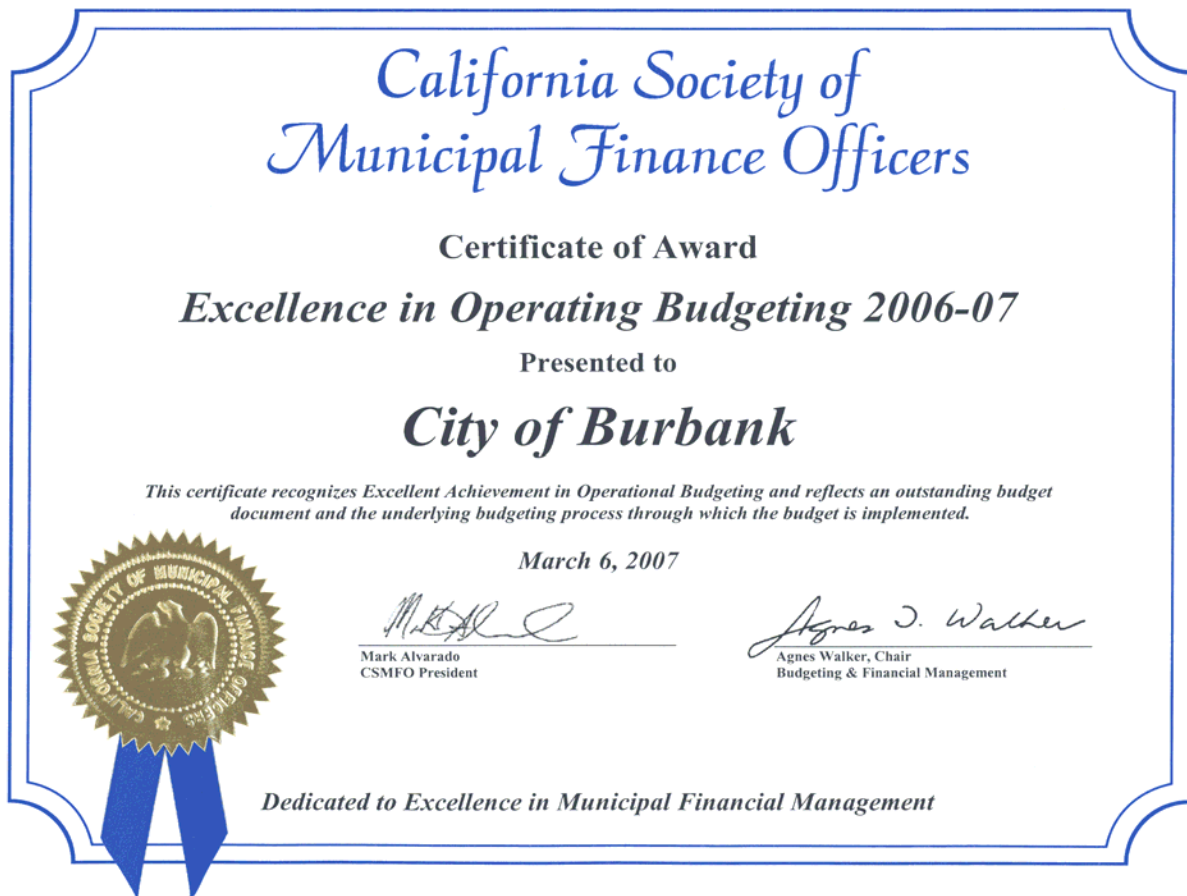 California Society of
Municipal Finance Officers
Certificate of Award
Excellence in Operating Budgeting 2006-07
Presented to
City of Burbank
This certificate recognizes Excellent Achievement in Operational Budgeting and reflects an outstanding budget
document and the underlying budgeting process through which the budget is implemented.
March 6, 2007
Agnes D. Walker
Mark Alvarado
CSMFO President
Agnes Walker, Chair
Budgeting & Financial Management
CALIFORNIA SOCIETY OF MUNICIPAL FINANCE OFFICERS
Dedicated to Excellence in Municipal Financial Management